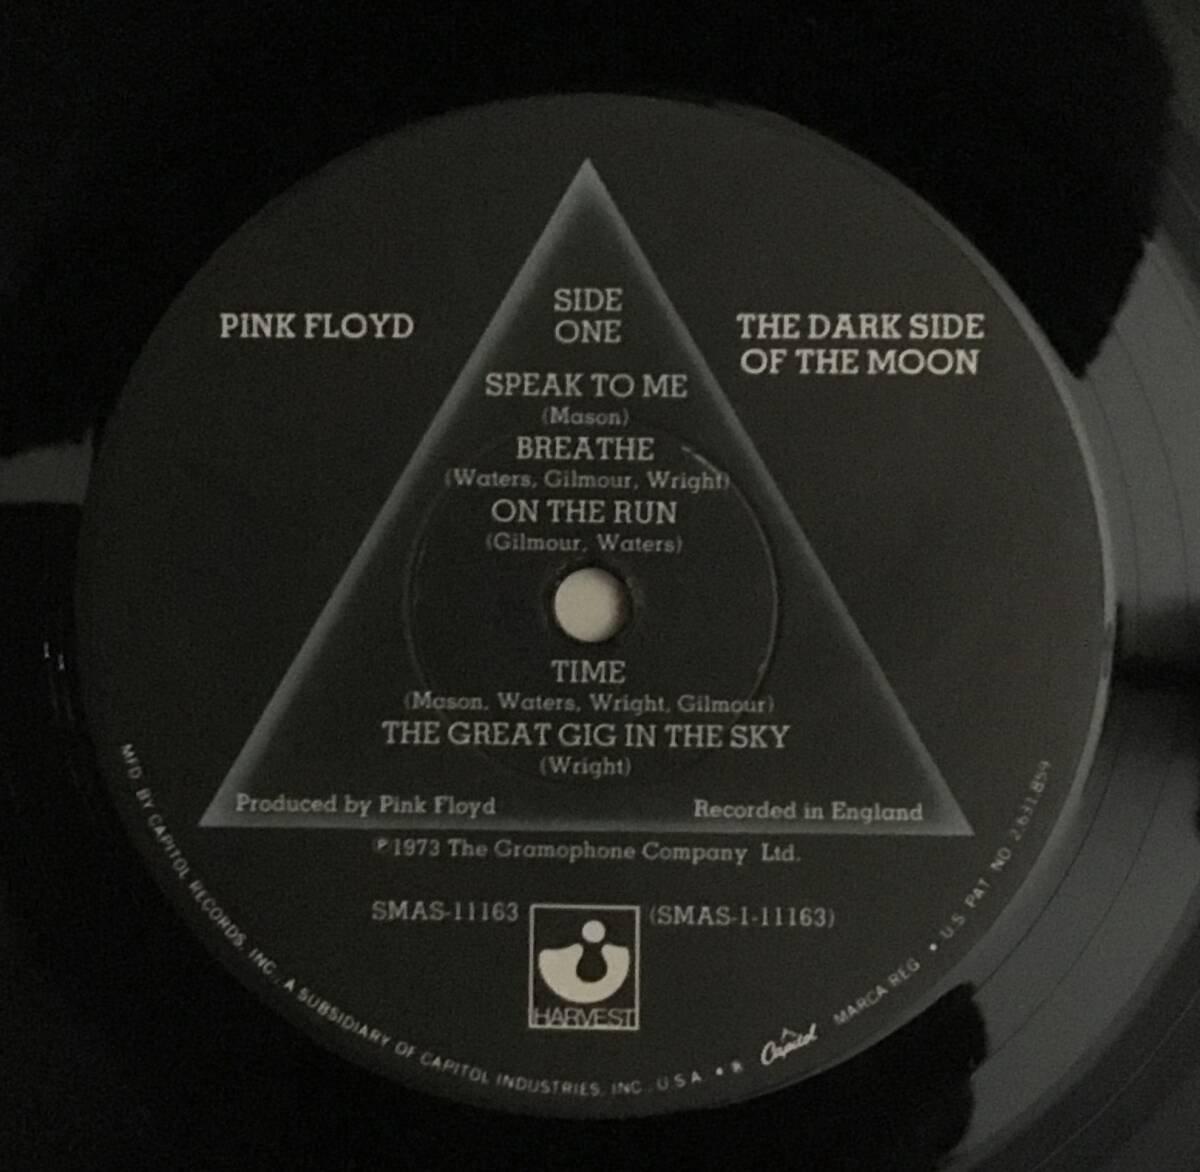 SIDE
ONE
PINK FLOYD
THE DARK SIDE
OF THE MOON
SPEAK TO ME
(Mason)
BREATHE
(Waters, Gilmour, Wright)
ON THE RUN
(Gilmour, Waters)
TIME
(Mason, Waters, Wright, Gilmour)
THE GREAT GIG IN THE SKY
(Wright)
Produced by Pink Floyd
Recorded in England
℗1973 The Gramophone Company Ltd.
SMAS-11163
(SMAS-1-11163)
HARVEST
MFD. BY CAPITOL RECORDS, INC. A SUBSIDIARY OF CAPITOL INDUSTRIES, INC. U.S.A. • ® Capitol MARCA REG. • U.S. PAT. NO. 2,631,859